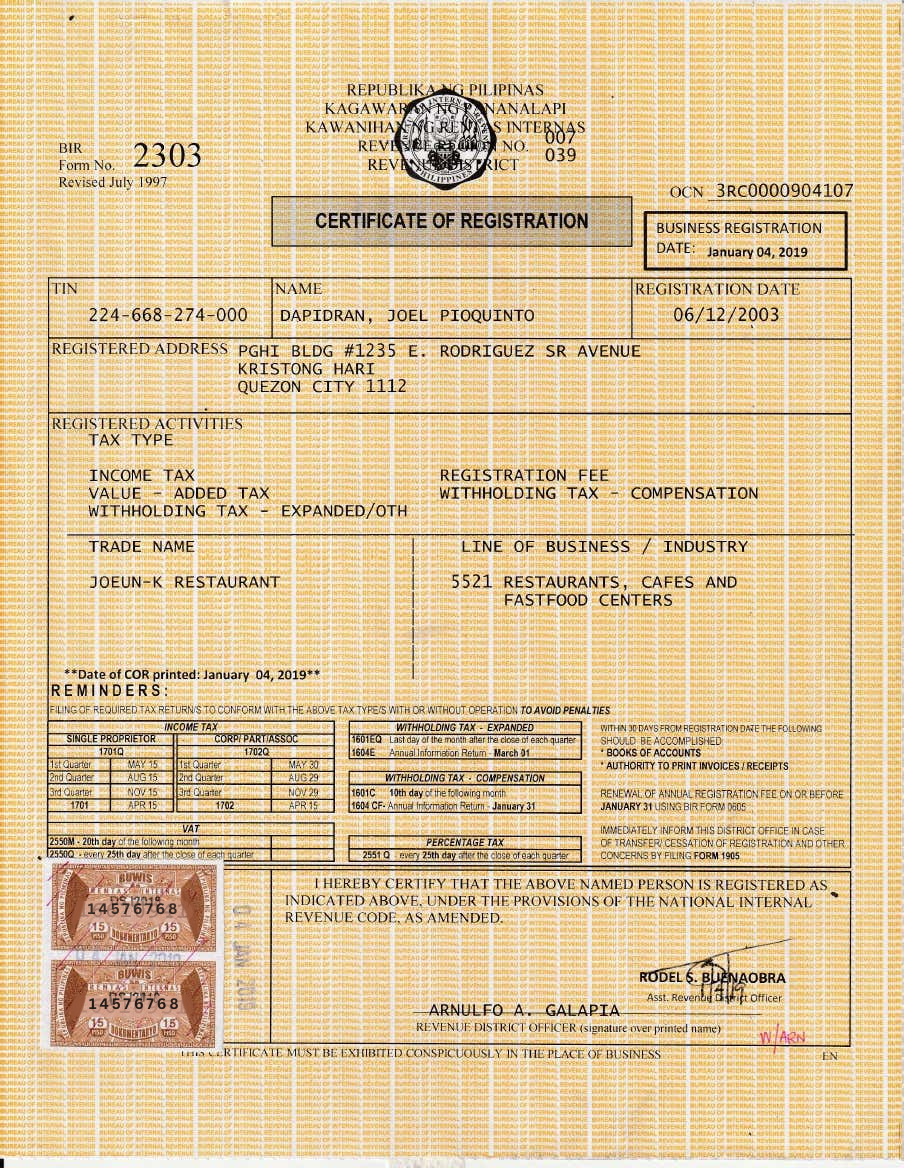 REPUBLIKA NG PILIPINAS
KAGAWARAN NG PANANALAPI
KAWANIHAN NG RENTAS INTERNAS
REVENUE REGION NO. 007
REVENUE DISTRICT 039
BIR
Form No. 2303
Revised July 1997
OCN 3RC0000904107
CERTIFICATE OF REGISTRATION
BUSINESS REGISTRATION
DATE: January 04, 2019
TIN NAME REGISTRATION DATE
224-668-274-000 DAPIDRAN, JOEL PIOQUINTO 06/12/2003
REGISTERED ADDRESS PGHI BLDG #1235 E. RODRIGUEZ SR AVENUE
KRISTONG HARI
QUEZON CITY 1112
REGISTERED ACTIVITIES
TAX TYPE
INCOME TAX REGISTRATION FEE
VALUE - ADDED TAX WITHHOLDING TAX - COMPENSATION
WITHHOLDING TAX - EXPANDED/OTH
TRADE NAME LINE OF BUSINESS / INDUSTRY
JOEUN-K RESTAURANT 5521 RESTAURANTS, CAFES AND
FASTFOOD CENTERS
**Date of COR printed: January 04, 2019**
REMINDERS:
FILING OF REQUIRED TAX RETURN/S TO CONFORM WITH THE ABOVE TAX TYPE/S WITH OR WITHOUT OPERATION TO AVOID PENALTIES
INCOME TAX
SINGLE PROPRIETOR CORP/ PART/ASSOC
1701Q 1702Q
1st Quarter MAY 15 1st Quarter MAY 30
2nd Quarter AUG 15 2nd Quarter AUG 29
3rd Quarter NOV 15 3rd Quarter NOV 29
1701 APR 15 1702 APR 15
VAT
2550M - 20th day of the following month
2550Q - every 25th day after the close of each quarter
WITHHOLDING TAX - EXPANDED
1601EQ Last day of the month after the close of each quarter
1604E Annual Information Return - March 01
WITHHOLDING TAX - COMPENSATION
1601C 10th day of the following month
1604 CF- Annual Information Return - January 31
PERCENTAGE TAX
2551 Q - every 25th day after the close of each quarter
WITHIN 30 DAYS FROM REGISTRATION DATE THE FOLLOWING
SHOULD BE ACCOMPLISHED
* BOOKS OF ACCOUNTS
* AUTHORITY TO PRINT INVOICES / RECEIPTS
RENEWAL OF ANNUAL REGISTRATION FEE ON OR BEFORE
JANUARY 31 USING BIR FORM 0605
IMMEDIATELY INFORM THIS DISTRICT OFFICE IN CASE
OF TRANSFER/ CESSATION OF REGISTRATION AND OTHER
CONCERNS BY FILING FORM 1905
BUWIS
RENTAS INTERNAS
14576768
15 15
DOKUMENTARYO
04 JAN 2019
BUWIS
RENTAS INTERNAS
14576768
15 15
DOKUMENTARYO
04 JAN 2019
I HEREBY CERTIFY THAT THE ABOVE NAMED PERSON IS REGISTERED AS
INDICATED ABOVE, UNDER THE PROVISIONS OF THE NATIONAL INTERNAL
REVENUE CODE, AS AMENDED.
RODEL S. BUENAOBRA
Asst. Revenue District Officer
ARNULFO A. GALAPIA
REVENUE DISTRICT OFFICER (signature over printed name)
W/ARN
THIS CERTIFICATE MUST BE EXHIBITED CONSPICUOUSLY IN THE PLACE OF BUSINESS EN